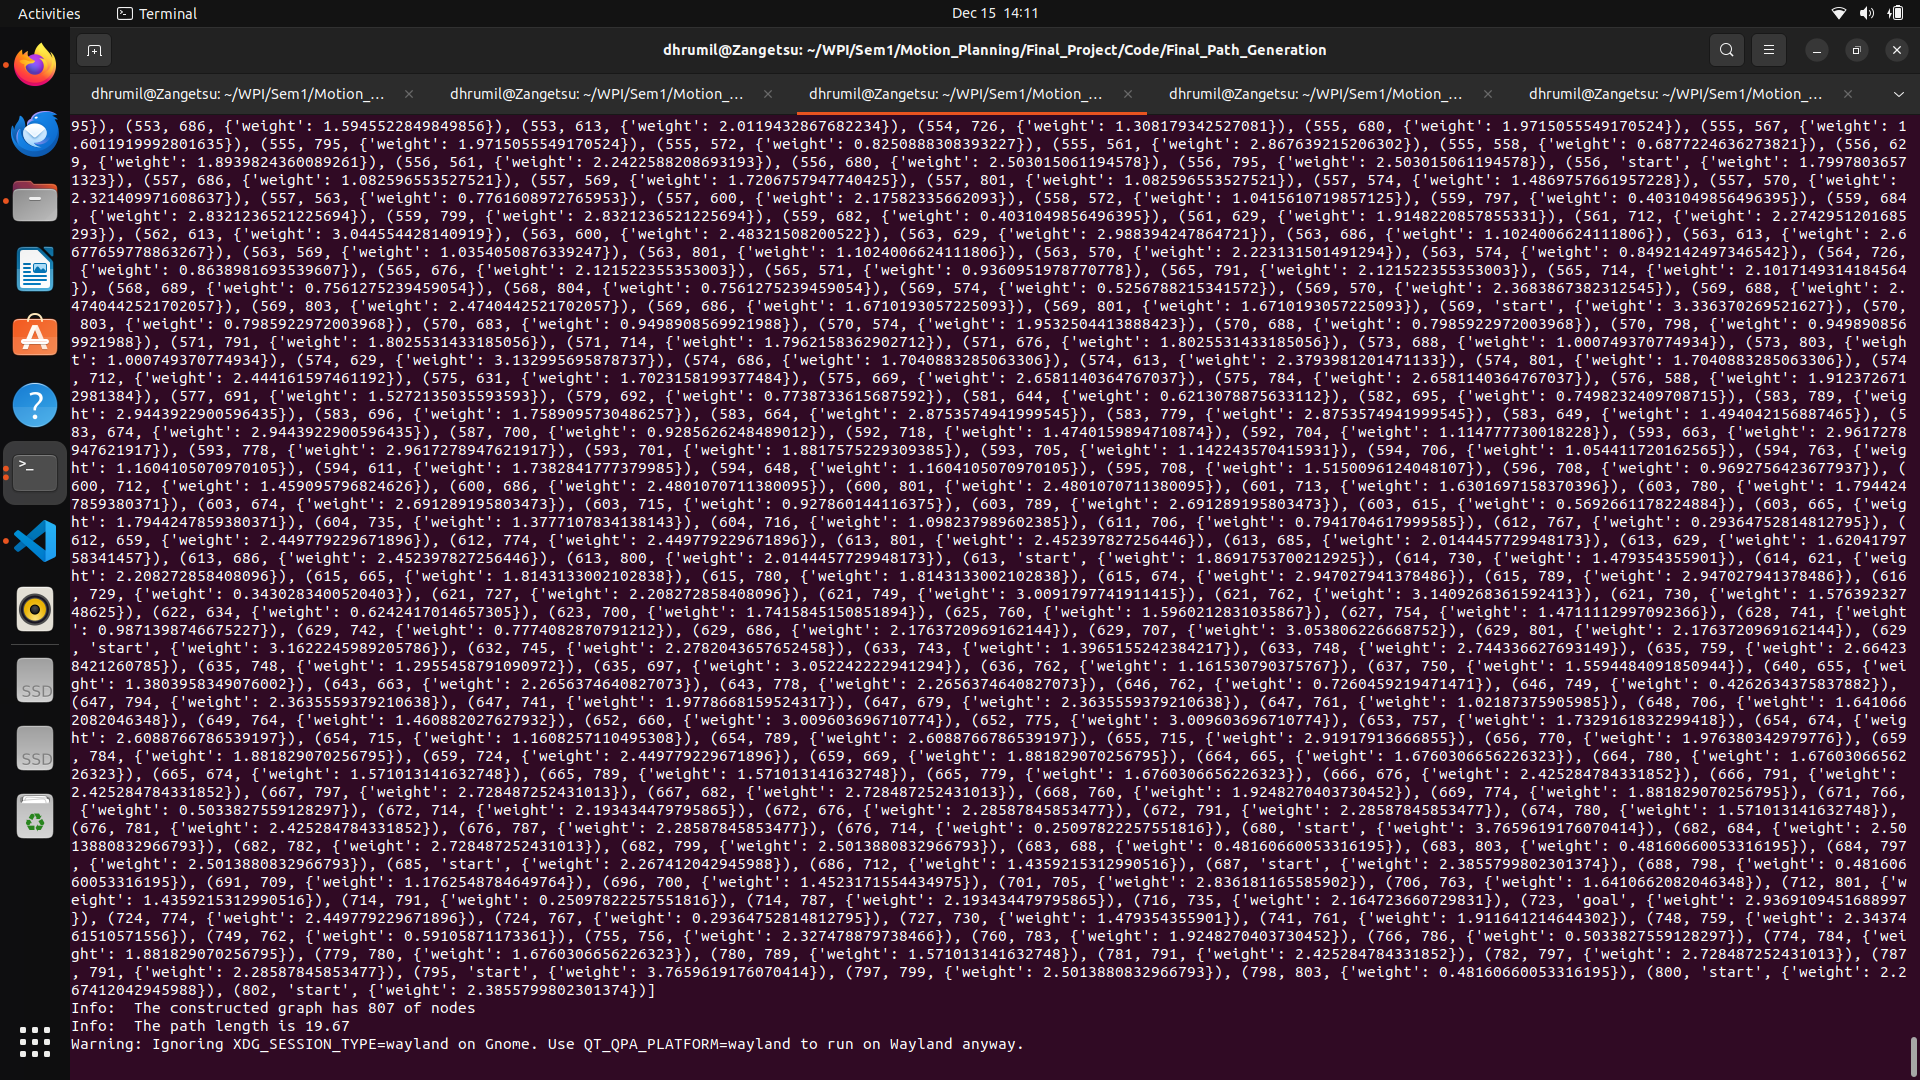 Activities
Terminal
Dec 15 14:11
dhrumil@Zangetsu: ~/WPI/Sem1/Motion_Planning/Final_Project/Code/Final_Path_Generation
dhrumil@Zangetsu: ~/WPI/Sem1/Motion_...
dhrumil@Zangetsu: ~/WPI/Sem1/Motion_...
dhrumil@Zangetsu: ~/WPI/Sem1/Motion_...
dhrumil@Zangetsu: ~/WPI/Sem1/Motion_...
dhrumil@Zangetsu: ~/WPI/Sem1/Motion_...
95}), (553, 686, {'weight': 1.5945522849849856}), (553, 613, {'weight': 2.0119432867682234}), (554, 726, {'weight': 1.308179342527081}), (555, 680, {'weight': 1.9715055549170524}), (555, 567, {'weight': 1
.6011919992801635}), (555, 795, {'weight': 1.9715055549170524}), (555, 572, {'weight': 0.8250888308393227}), (555, 561, {'weight': 2.867639215206302}), (555, 558, {'weight': 0.6877224636273821}), (556, 62
9, {'weight': 1.8939824360089261}), (556, 561, {'weight': 2.2422588208693193}), (556, 680, {'weight': 2.503015061194578}), (556, 795, {'weight': 2.503015061194578}), (556, 'start', {'weight': 1.7997803657
1323}), (557, 686, {'weight': 1.082596553527521}), (557, 569, {'weight': 1.7206757947740425}), (557, 801, {'weight': 1.082596553527521}), (557, 574, {'weight': 1.4869757661957228}), (557, 570, {'weight':
2.321409971608637}), (557, 563, {'weight': 0.7761608972765953}), (557, 600, {'weight': 2.17582335662093}), (558, 572, {'weight': 1.0415610719857125}), (559, 797, {'weight': 0.4031049856496395}), (559, 684
, {'weight': 2.8321236521225694}), (559, 799, {'weight': 2.8321236521225694}), (559, 682, {'weight': 0.4031049856496395}), (561, 629, {'weight': 1.9148220857855331}), (561, 712, {'weight': 2.2742951201685
293}), (562, 613, {'weight': 3.044554428140919}), (563, 600, {'weight': 2.48321508200522}), (563, 629, {'weight': 2.988394247864721}), (563, 686, {'weight': 1.1024006624111806}), (563, 613, {'weight': 2.6
677659778863267}), (563, 569, {'weight': 1.0354050876339247}), (563, 801, {'weight': 1.1024006624111806}), (563, 570, {'weight': 2.223131501491294}), (563, 574, {'weight': 0.8492142497346542}), (564, 726,
{'weight': 0.8638981693539607}), (565, 676, {'weight': 2.121522355353003}), (565, 571, {'weight': 0.9360951978770778}), (565, 791, {'weight': 2.121522355353003}), (565, 714, {'weight': 2.1017149314184564
}), (568, 689, {'weight': 0.7561275239459054}), (568, 804, {'weight': 0.7561275239459054}), (569, 574, {'weight': 0.5256788215341572}), (569, 570, {'weight': 2.3683867382312545}), (569, 688, {'weight': 2.
4740442521702057}), (569, 803, {'weight': 2.4740442521702057}), (569, 686, {'weight': 1.6710193057225093}), (569, 801, {'weight': 1.6710193057225093}), (569, 'start', {'weight': 3.336370269521627}), (570,
803, {'weight': 0.7985922972003968}), (570, 683, {'weight': 0.9498908569921988}), (570, 574, {'weight': 1.9532504413888423}), (570, 688, {'weight': 0.7985922972003968}), (570, 798, {'weight': 0.949890856
9921988}), (571, 791, {'weight': 1.8025531433185056}), (571, 714, {'weight': 1.7962158362902712}), (571, 676, {'weight': 1.8025531433185056}), (573, 688, {'weight': 1.000749370774934}), (573, 803, {'weigh
t': 1.000749370774934}), (574, 629, {'weight': 3.132995695878737}), (574, 686, {'weight': 1.7040883285063306}), (574, 613, {'weight': 2.3793981201471133}), (574, 801, {'weight': 1.7040883285063306}), (574
, 712, {'weight': 2.444161597461192}), (575, 631, {'weight': 1.7023158199377484}), (575, 669, {'weight': 2.6581140364767037}), (575, 784, {'weight': 2.6581140364767037}), (576, 588, {'weight': 1.912372671
2981384}), (577, 691, {'weight': 1.5272135035593593}), (579, 692, {'weight': 0.7738733615687592}), (581, 644, {'weight': 0.6213078875633112}), (582, 695, {'weight': 0.7498232409708715}), (583, 789, {'weig
ht': 2.9443922900596435}), (583, 696, {'weight': 1.7589095730486257}), (583, 664, {'weight': 2.8753574941999545}), (583, 779, {'weight': 2.8753574941999545}), (583, 649, {'weight': 1.494042156887465}), (5
83, 674, {'weight': 2.9443922900596435}), (587, 700, {'weight': 0.9285626248489012}), (592, 718, {'weight': 1.4740159894710874}), (592, 704, {'weight': 1.114777730018228}), (593, 663, {'weight': 2.9617278
947621917}), (593, 778, {'weight': 2.9617278947621917}), (593, 701, {'weight': 1.8817575229309385}), (593, 705, {'weight': 1.142243570415931}), (594, 706, {'weight': 1.054411720162565}), (594, 763, {'weig
ht': 1.1604105070970105}), (594, 611, {'weight': 1.7382841777379985}), (594, 648, {'weight': 1.1604105070970105}), (595, 708, {'weight': 1.5150096124048107}), (596, 708, {'weight': 0.9692756423677937}), (
600, 712, {'weight': 1.459095796824626}), (600, 686, {'weight': 2.4801070711380095}), (600, 801, {'weight': 2.4801070711380095}), (601, 713, {'weight': 1.6301697158370396}), (603, 780, {'weight': 1.794424
7859380371}), (603, 674, {'weight': 2.691289195803473}), (603, 715, {'weight': 0.927860144116375}), (603, 789, {'weight': 2.691289195803473}), (603, 615, {'weight': 0.5692661178224884}), (603, 665, {'weig
ht': 1.7944247859380371}), (604, 735, {'weight': 1.3777107834138143}), (604, 716, {'weight': 1.098237989602385}), (611, 706, {'weight': 0.7941704617999585}), (612, 767, {'weight': 0.29364752814812795}), (
612, 659, {'weight': 2.449779229671896}), (612, 774, {'weight': 2.449779229671896}), (613, 801, {'weight': 2.452397827256446}), (613, 685, {'weight': 2.0144457729948173}), (613, 629, {'weight': 1.62041797
58341457}), (613, 686, {'weight': 2.452397827256446}), (613, 800, {'weight': 2.0144457729948173}), (613, 'start', {'weight': 1.8691753700212925}), (614, 730, {'weight': 1.479354355901}), (614, 621, {'weig
ht': 2.208272858408096}), (615, 665, {'weight': 1.8143133002102838}), (615, 780, {'weight': 1.8143133002102838}), (615, 674, {'weight': 2.947027941378486}), (615, 789, {'weight': 2.947027941378486}), (616
, 729, {'weight': 0.3430283400520403}), (621, 727, {'weight': 2.208272858408096}), (621, 749, {'weight': 3.0091797741911415}), (621, 762, {'weight': 3.1409268361592413}), (621, 730, {'weight': 1.576392327
48625}), (622, 634, {'weight': 0.6242417014657305}), (623, 700, {'weight': 1.7415845150851894}), (625, 760, {'weight': 1.5960212831035867}), (627, 754, {'weight': 1.4711112997092366}), (628, 741, {'weight
': 0.9871398746675227}), (629, 742, {'weight': 0.7774082870791212}), (629, 686, {'weight': 2.1763720969162144}), (629, 707, {'weight': 3.053806226668752}), (629, 801, {'weight': 2.1763720969162144}), (629
, 'start', {'weight': 3.1622245989205786}), (632, 745, {'weight': 2.2782043657652458}), (633, 743, {'weight': 1.3965155242384217}), (633, 748, {'weight': 2.744336627693149}), (635, 759, {'weight': 2.66423
8421260785}), (635, 748, {'weight': 1.2955458791090972}), (635, 697, {'weight': 3.052242222941294}), (636, 762, {'weight': 1.161530790375767}), (637, 750, {'weight': 1.5594484091850944}), (640, 655, {'wei
ght': 1.3803958349076002}), (643, 663, {'weight': 2.2656374640827073}), (643, 778, {'weight': 2.2656374640827073}), (646, 762, {'weight': 0.7260459219471471}), (646, 749, {'weight': 0.4262634375837882}),
(647, 794, {'weight': 2.3635559379210638}), (647, 741, {'weight': 1.9778668159524317}), (647, 679, {'weight': 2.3635559379210638}), (647, 761, {'weight': 1.02187375905985}), (648, 706, {'weight': 1.641066
2082046348}), (649, 764, {'weight': 1.460882027627932}), (652, 660, {'weight': 3.009603696710774}), (652, 775, {'weight': 3.009603696710774}), (653, 757, {'weight': 1.7329161832299418}), (654, 674, {'weig
ht': 2.6088766786539197}), (654, 715, {'weight': 1.1608257110495308}), (654, 789, {'weight': 2.6088766786539197}), (655, 715, {'weight': 2.91917913666855}), (656, 770, {'weight': 1.976380342979776}), (659
, 784, {'weight': 1.881829070256795}), (659, 724, {'weight': 2.449779229671896}), (659, 669, {'weight': 1.881829070256795}), (664, 665, {'weight': 1.6760306656226323}), (664, 780, {'weight': 1.67603066562
26323}), (665, 674, {'weight': 1.571013141632748}), (665, 789, {'weight': 1.571013141632748}), (665, 779, {'weight': 1.6760306656226323}), (666, 676, {'weight': 2.425284784331852}), (666, 791, {'weight':
2.425284784331852}), (667, 797, {'weight': 2.728487252431013}), (667, 682, {'weight': 2.728487252431013}), (668, 760, {'weight': 1.9248270403730452}), (669, 774, {'weight': 1.881829070256795}), (671, 766,
{'weight': 0.5033827559128297}), (672, 714, {'weight': 2.193434479795865}), (672, 676, {'weight': 2.28587845853477}), (672, 791, {'weight': 2.28587845853477}), (674, 780, {'weight': 1.571013141632748}),
(676, 781, {'weight': 2.425284784331852}), (676, 787, {'weight': 2.28587845853477}), (676, 714, {'weight': 0.25097822257551816}), (680, 'start', {'weight': 3.7659619176070414}), (682, 684, {'weight': 2.50
13880832966793}), (682, 782, {'weight': 2.728487252431013}), (682, 799, {'weight': 2.5013880832966793}), (683, 688, {'weight': 0.48160660053316195}), (683, 803, {'weight': 0.48160660053316195}), (684, 797
, {'weight': 2.5013880832966793}), (685, 'start', {'weight': 2.267412042945988}), (686, 712, {'weight': 1.4359215312990516}), (687, 'start', {'weight': 2.3855799802301374}), (688, 798, {'weight': 0.481606
60053316195}), (691, 709, {'weight': 1.1762548784649764}), (696, 700, {'weight': 1.4523171554434975}), (701, 705, {'weight': 2.836181165585902}), (706, 763, {'weight': 1.6410662082046348}), (712, 801, {'w
eight': 1.4359215312990516}), (714, 791, {'weight': 0.25097822257551816}), (714, 787, {'weight': 2.193434479795865}), (716, 735, {'weight': 2.164723660729831}), (723, 'goal', {'weight': 2.9369109451688997
}), (724, 774, {'weight': 2.449779229671896}), (724, 767, {'weight': 0.29364752814812795}), (727, 730, {'weight': 1.479354355901}), (741, 761, {'weight': 1.911641214644302}), (748, 759, {'weight': 2.34374
61510571556}), (749, 762, {'weight': 0.59105871173361}), (755, 756, {'weight': 2.327478879738466}), (760, 783, {'weight': 1.9248270403730452}), (766, 786, {'weight': 0.5033827559128297}), (774, 784, {'wei
ght': 1.881829070256795}), (779, 780, {'weight': 1.6760306656226323}), (780, 789, {'weight': 1.571013141632748}), (781, 791, {'weight': 2.425284784331852}), (782, 797, {'weight': 2.728487252431013}), (787
, 791, {'weight': 2.28587845853477}), (795, 'start', {'weight': 3.7659619176070414}), (797, 799, {'weight': 2.5013880832966793}), (798, 803, {'weight': 0.48160660053316195}), (800, 'start', {'weight': 2.2
67412042945988}), (802, 'start', {'weight': 2.3855799802301374})]
Info:  The constructed graph has 807 of nodes
Info:  The path length is 19.67
Warning: Ignoring XDG_SESSION_TYPE=wayland on Gnome. Use QT_QPA_PLATFORM=wayland to run on Wayland anyway.
SSD
SSD